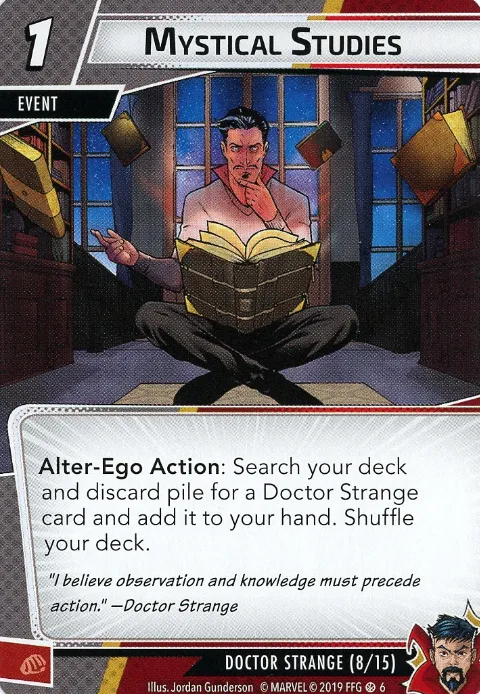 1
MYSTICAL STUDIES
EVENT
Alter-Ego Action: Search your deck
and discard pile for a Doctor Strange
card and add it to your hand. Shuffle
your deck.
"I believe observation and knowledge must precede
action." —Doctor Strange
DOCTOR STRANGE (8/15)
Illus. Jordan Gunderson © MARVEL © 2019 FFG 6